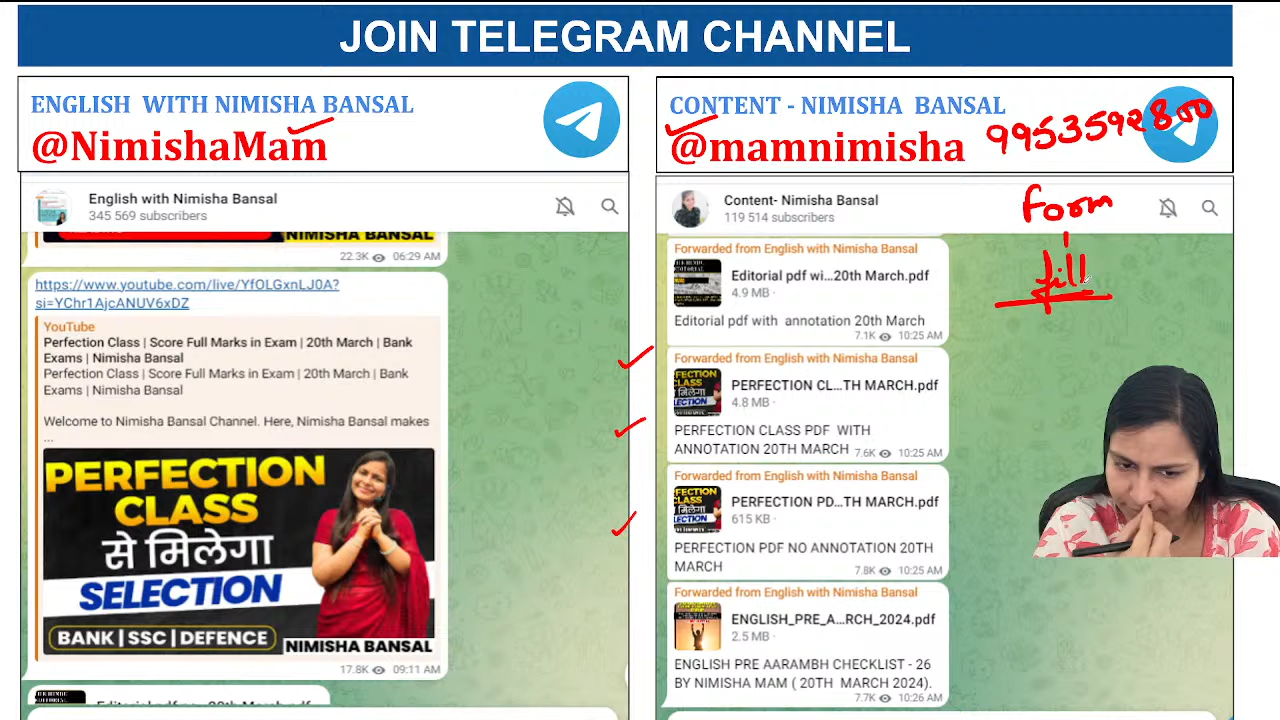 JOIN TELEGRAM CHANNEL
ENGLISH WITH NIMISHA BANSAL
@NimishaMam
English with Nimisha Bansal
345 569 subscribers
NIMISHA BANSAL
22.3K 06:29 AM
https://www.youtube.com/live/YfOLGxnLJ0A?
si=YChr1AjcANUV6xDZ
YouTube
Perfection Class | Score Full Marks in Exam | 20th March | Bank
Exams | Nimisha Bansal
Perfection Class | Score Full Marks in Exam | 20th March | Bank
Exams | Nimisha Bansal
Welcome to Nimisha Bansal Channel. Here, Nimisha Bansal makes
...
PERFECTION
CLASS
से मिलेगा
SELECTION
BANK | SSC | DEFENCE
NIMISHA BANSAL
17.8K 09:11 AM
CONTENT - NIMISHA BANSAL
@mamnimisha
9953592800
Content- Nimisha Bansal
119 514 subscribers
form
fill
Forwarded from English with Nimisha Bansal
Editorial pdf wi...20th March.pdf
4.9 MB
Editorial pdf with annotation 20th March
7.1K 10:25 AM
Forwarded from English with Nimisha Bansal
PERFECTION CL...TH MARCH.pdf
4.8 MB
PERFECTION CLASS PDF WITH
ANNOTATION 20TH MARCH
7.6K 10:25 AM
Forwarded from English with Nimisha Bansal
PERFECTION PD...TH MARCH.pdf
615 KB
PERFECTION PDF NO ANNOTATION 20TH
MARCH
7.8K 10:25 AM
Forwarded from English with Nimisha Bansal
ENGLISH_PRE_A...RCH_2024.pdf
2.5 MB
ENGLISH PRE AARAMBH CHECKLIST - 26
BY NIMISHA MAM ( 20TH MARCH 2024).
7.7K 10:26 AM